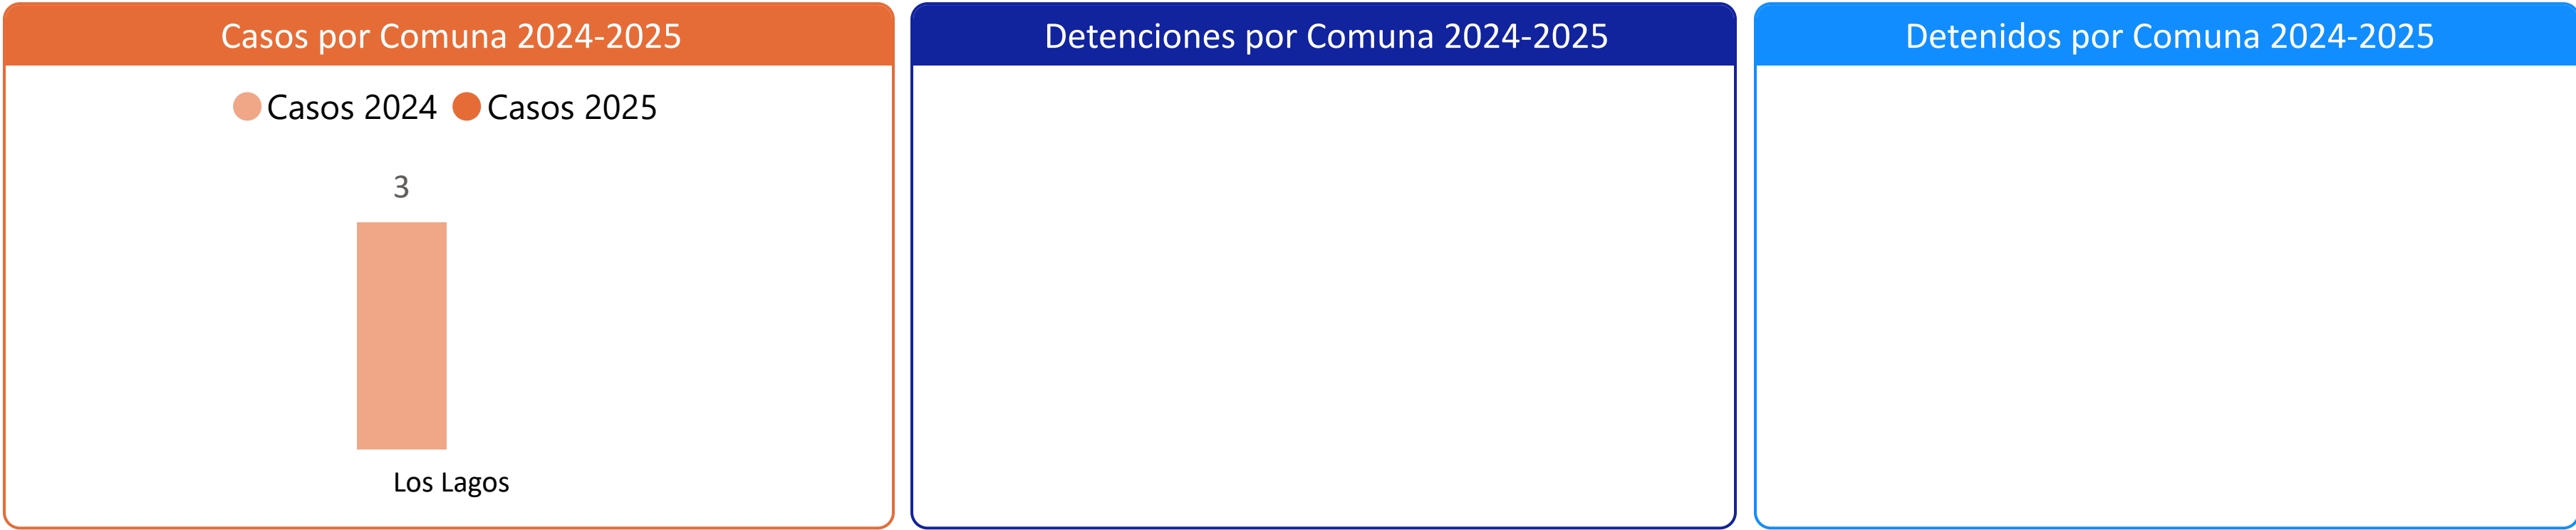 Casos por Comuna 2024-2025
Casos 2024 Casos 2025
3
Los Lagos
Detenciones por Comuna 2024-2025
Detenidos por Comuna 2024-2025